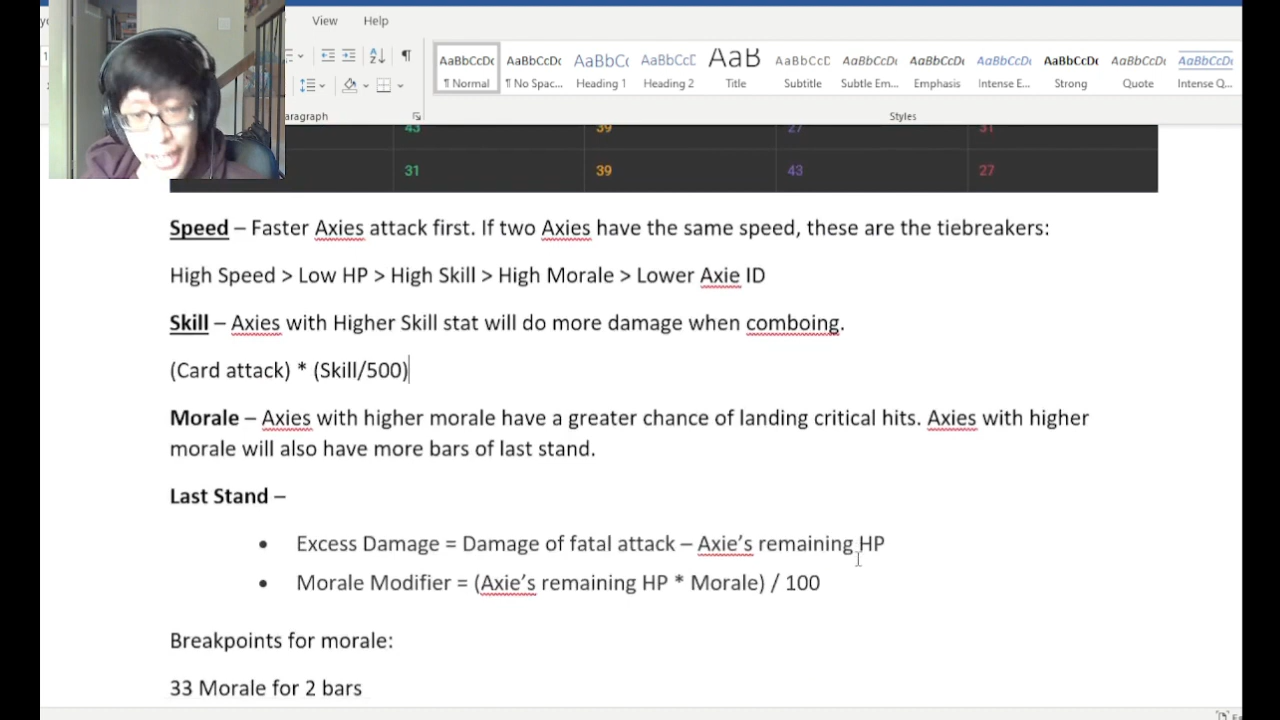 View Help
AaBbCcDc AaBbCcDc AaBbC( AaBbCcD AaB AaBbCcD AaBbCcDc AaBbCcDc AaBbCcDc AaBbCcDc AaBbCcDc AaBbCcDc
¶ Normal ¶ No Spac... Heading 1 Heading 2 Title Subtitle Subtle Em... Emphasis Intense E... Strong Quote Intense Q...
aragraph Styles
43 39 27 31
31 39 43 27
Speed – Faster Axies attack first. If two Axies have the same speed, these are the tiebreakers:
High Speed > Low HP > High Skill > High Morale > Lower Axie ID
Skill – Axies with Higher Skill stat will do more damage when comboing.
(Card attack) * (Skill/500)
Morale – Axies with higher morale have a greater chance of landing critical hits. Axies with higher
morale will also have more bars of last stand.
Last Stand –
• Excess Damage = Damage of fatal attack – Axie’s remaining HP
• Morale Modifier = (Axie’s remaining HP * Morale) / 100
Breakpoints for morale:
33 Morale for 2 bars